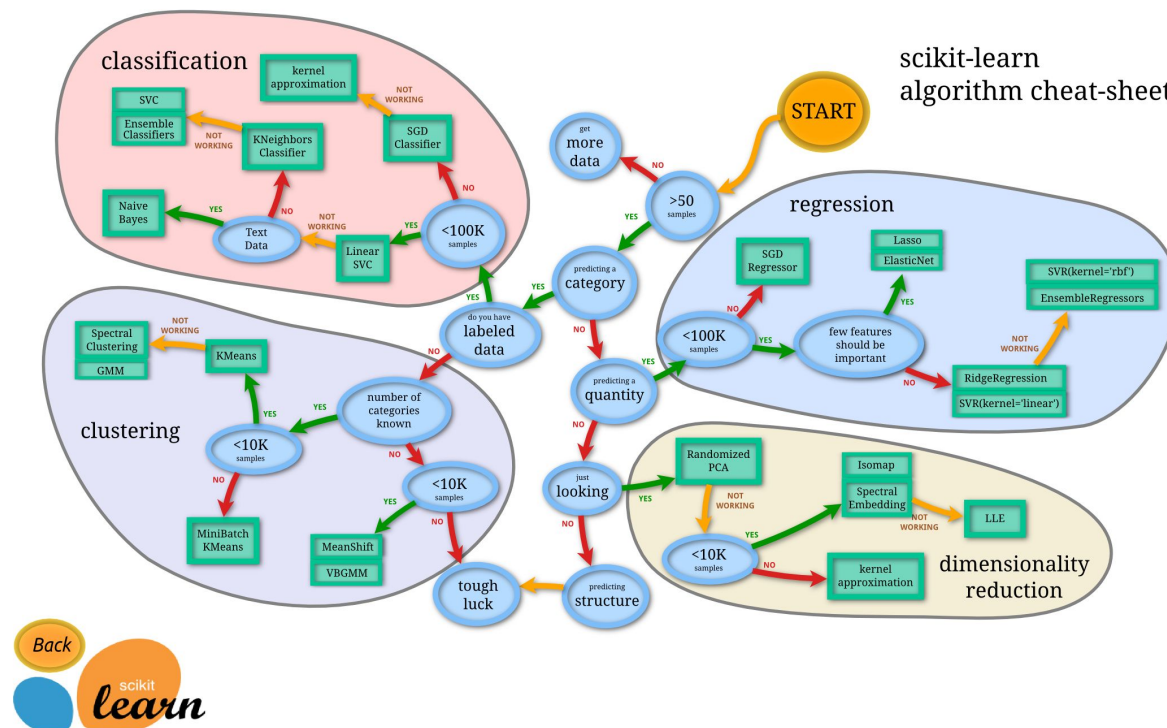 scikit-learn
algorithm cheat-sheet
START
classification
kernel
approximation
NOT
WORKING
SVC
Ensemble
Classifiers
NOT
WORKING
KNeighbors
Classifier
SGD
Classifier
NO
Naive
Bayes
YES
Text
Data
NO
NOT
WORKING
Linear
SVC
YES
<100K
samples
get
more
data
NO
>50
samples
YES
predicting a
category
YES
YES
do you have
labeled
data
NO
NO
predicting a
quantity
YES
NO
just
looking
YES
NO
predicting
structure
tough
luck
regression
SGD
Regressor
NO
Lasso
ElasticNet
YES
SVR(kernel='rbf')
EnsembleRegressors
<100K
samples
YES
few features
should be
important
NOT
WORKING
NO
RidgeRegression
SVR(kernel='linear')
clustering
Spectral
Clustering
GMM
NOT
WORKING
KMeans
YES
number of
categories
known
YES
<10K
samples
NO
NO
<10K
samples
YES
NO
MiniBatch
KMeans
MeanShift
VBGMM
Randomized
PCA
NOT
WORKING
Isomap
Spectral
Embedding
NOT
WORKING
LLE
<10K
samples
YES
NO
kernel
approximation
dimensionality
reduction
Back
scikit
learn